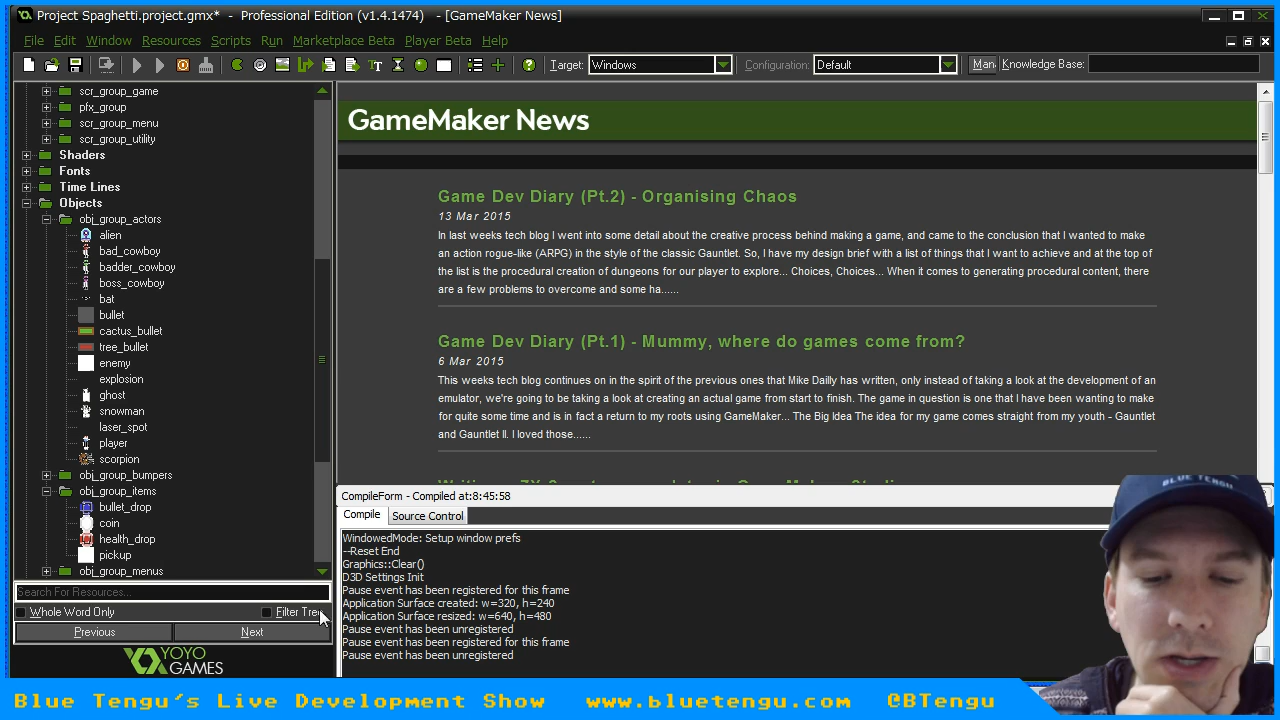 Project Spaghetti.project.gmx* - Professional Edition (v1.4.1474) - [GameMaker News]
File Edit Window Resources Scripts Run Marketplace Beta Player Beta Help
Target: Windows Configuration: Default Man Knowledge Base:
scr_group_game
pfx_group
scr_group_menu
scr_group_utility
Shaders
Fonts
Time Lines
Objects
obj_group_actors
alien
bad_cowboy
badder_cowboy
boss_cowboy
bat
bullet
cactus_bullet
tree_bullet
enemy
explosion
ghost
snowman
laser_spot
player
scorpion
obj_group_bumpers
obj_group_items
bullet_drop
coin
health_drop
pickup
obj_group_menus
Search For Resources...
Whole Word Only Filter Tree
Previous Next
YOYO
GAMES
GameMaker News
Game Dev Diary (Pt.2) - Organising Chaos
13 Mar 2015
In last weeks tech blog I went into some detail about the creative process behind making a game, and came to the conclusion that I wanted to make
an action rogue-like (ARPG) in the style of the classic Gauntlet. So, I have my design brief with a list of things that I want to achieve and at the top of
the list is the procedural creation of dungeons for our player to explore... Choices, Choices... When it comes to generating procedural content, there
are a few problems to overcome and some ha......
Game Dev Diary (Pt.1) - Mummy, where do games come from?
6 Mar 2015
This weeks tech blog continues on in the spirit of the previous ones that Mike Dailly has written, only instead of taking a look at the development of an
emulator, we're going to be taking a look at creating an actual game from start to finish. The game in question is one that I have been wanting to make
for quite some time and is in fact a return to my roots using GameMaker... The Big Idea The idea for my game comes straight from my youth - Gauntlet
and Gauntlet II. I loved those......
CompileForm - Compiled at:8:45:58
Compile Source Control
WindowedMode: Setup window prefs
--Reset End
Graphics::Clear()
D3D Settings Init
Pause event has been registered for this frame
Application Surface created: w=320, h=240
Application Surface resized: w=640, h=480
Pause event has been unregistered
Pause event has been registered for this frame
Pause event has been unregistered
BLUE TENGU
Blue Tengu's Live Development Show www.bluetengu.com @BTengu